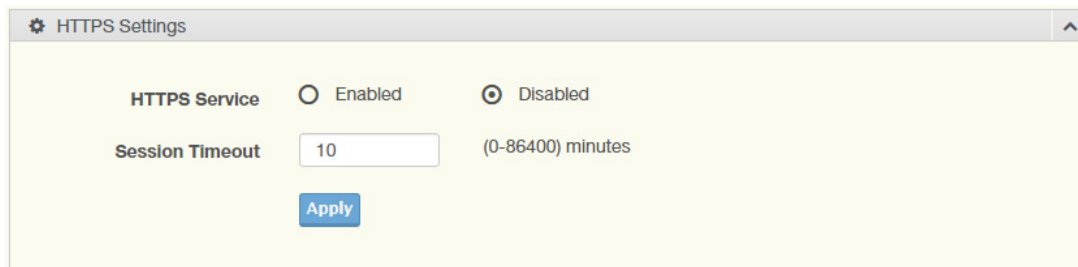 HTTPS Settings
HTTPS Service Enabled Disabled
Session Timeout 10 (0-86400) minutes
Apply